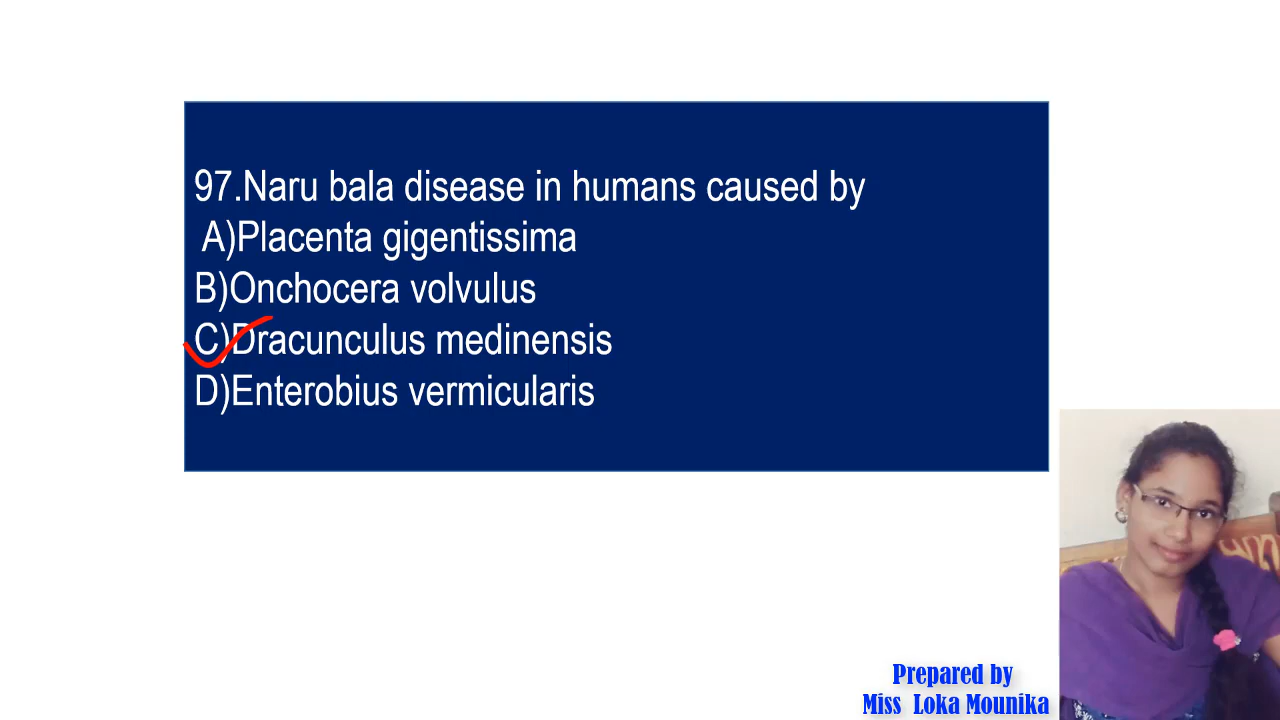 97.Naru bala disease in humans caused by
A)Placenta gigentissima
B)Onchocera volvulus
C)Dracunculus medinensis
D)Enterobius vermicularis
Prepared by
Miss Loka Mounika